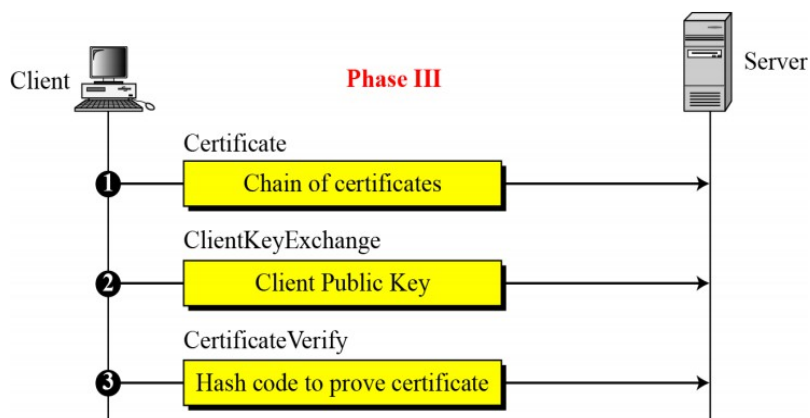 Client
Phase III
Server
Certificate
1
Chain of certificates
ClientKeyExchange
2
Client Public Key
CertificateVerify
3
Hash code to prove certificate